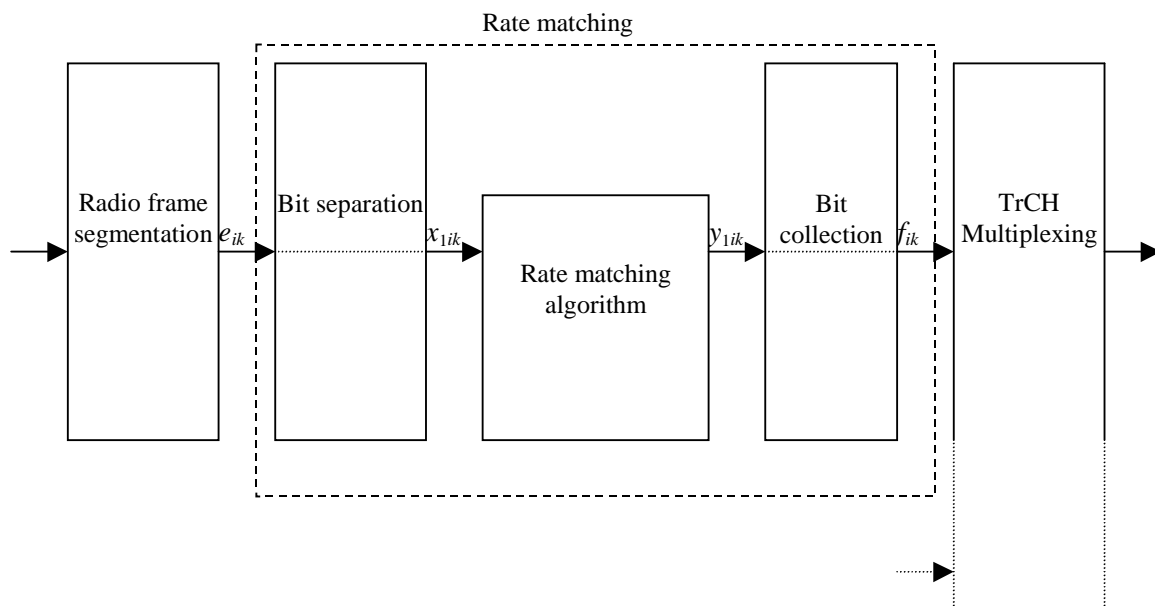 Rate matching
Radio frame
segmentation
e_ik
Bit separation
x_1ik
Rate matching
algorithm
y_1ik
Bit
collection
f_ik
TrCH
Multiplexing